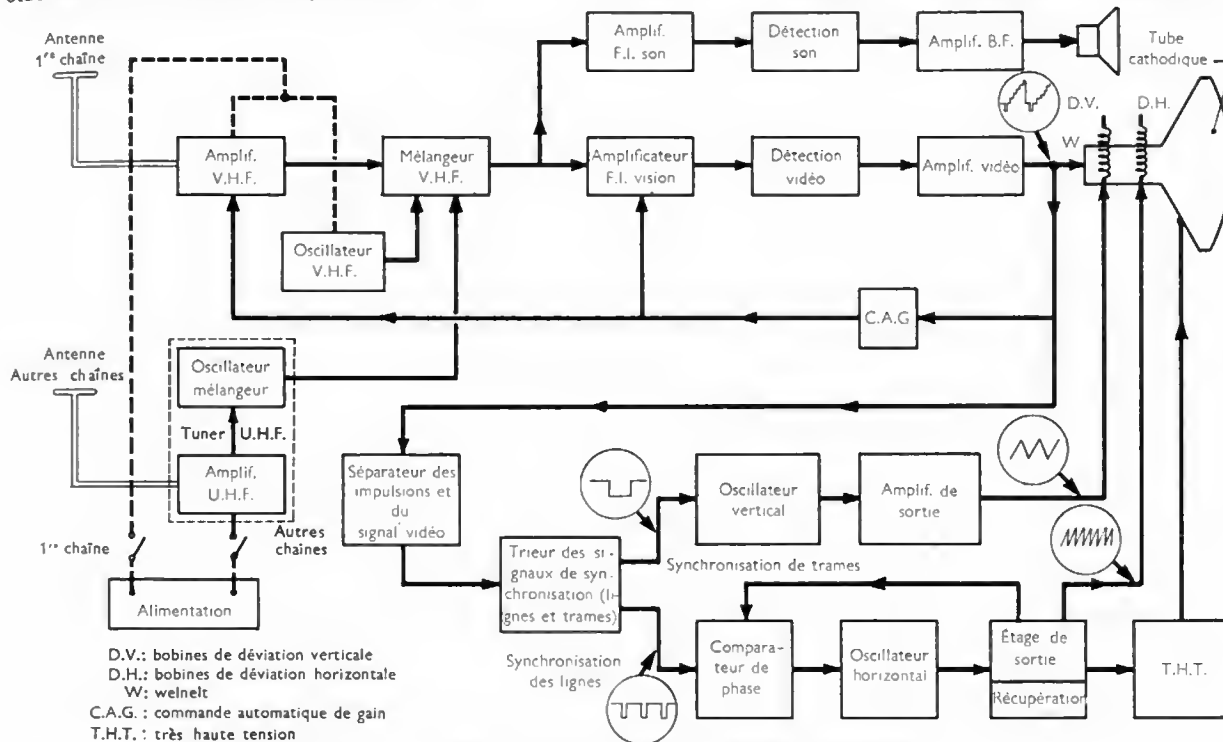 Antenne
1re chaîne
Amplif.
F.I. son
Détection
son
Amplif. B.F.
Tube
cathodique
D.V.
D.H.
W
Amplif.
V.H.F.
Mélangeur
V.H.F.
Amplificateur
F.I. vision
Détection
vidéo
Amplif. vidéo
Oscillateur
V.H.F.
C.A.G
Antenne
Autres chaînes
Oscillateur
mélangeur
Tuner U.H.F.
Amplif.
U.H.F.
1re chaîne
Autres
chaînes
Alimentation
Séparateur des
impulsions et
du
signal vidéo
Trieur des si-
gnaux de syn-
chronisation (li-
gnes et trames)
Oscillateur
vertical
Amplif. de
sortie
Synchronisation de trames
Synchronisation
des lignes
Compara-
teur de
phase
Oscillateur
horizontal
Étage de
sortie
Récupération
T.H.T.
D.V.: bobines de déviation verticale
D.H.: bobines de déviation horizontale
W: welnelt
C.A.G. : commande automatique de gain
T.H.T. : très haute tension